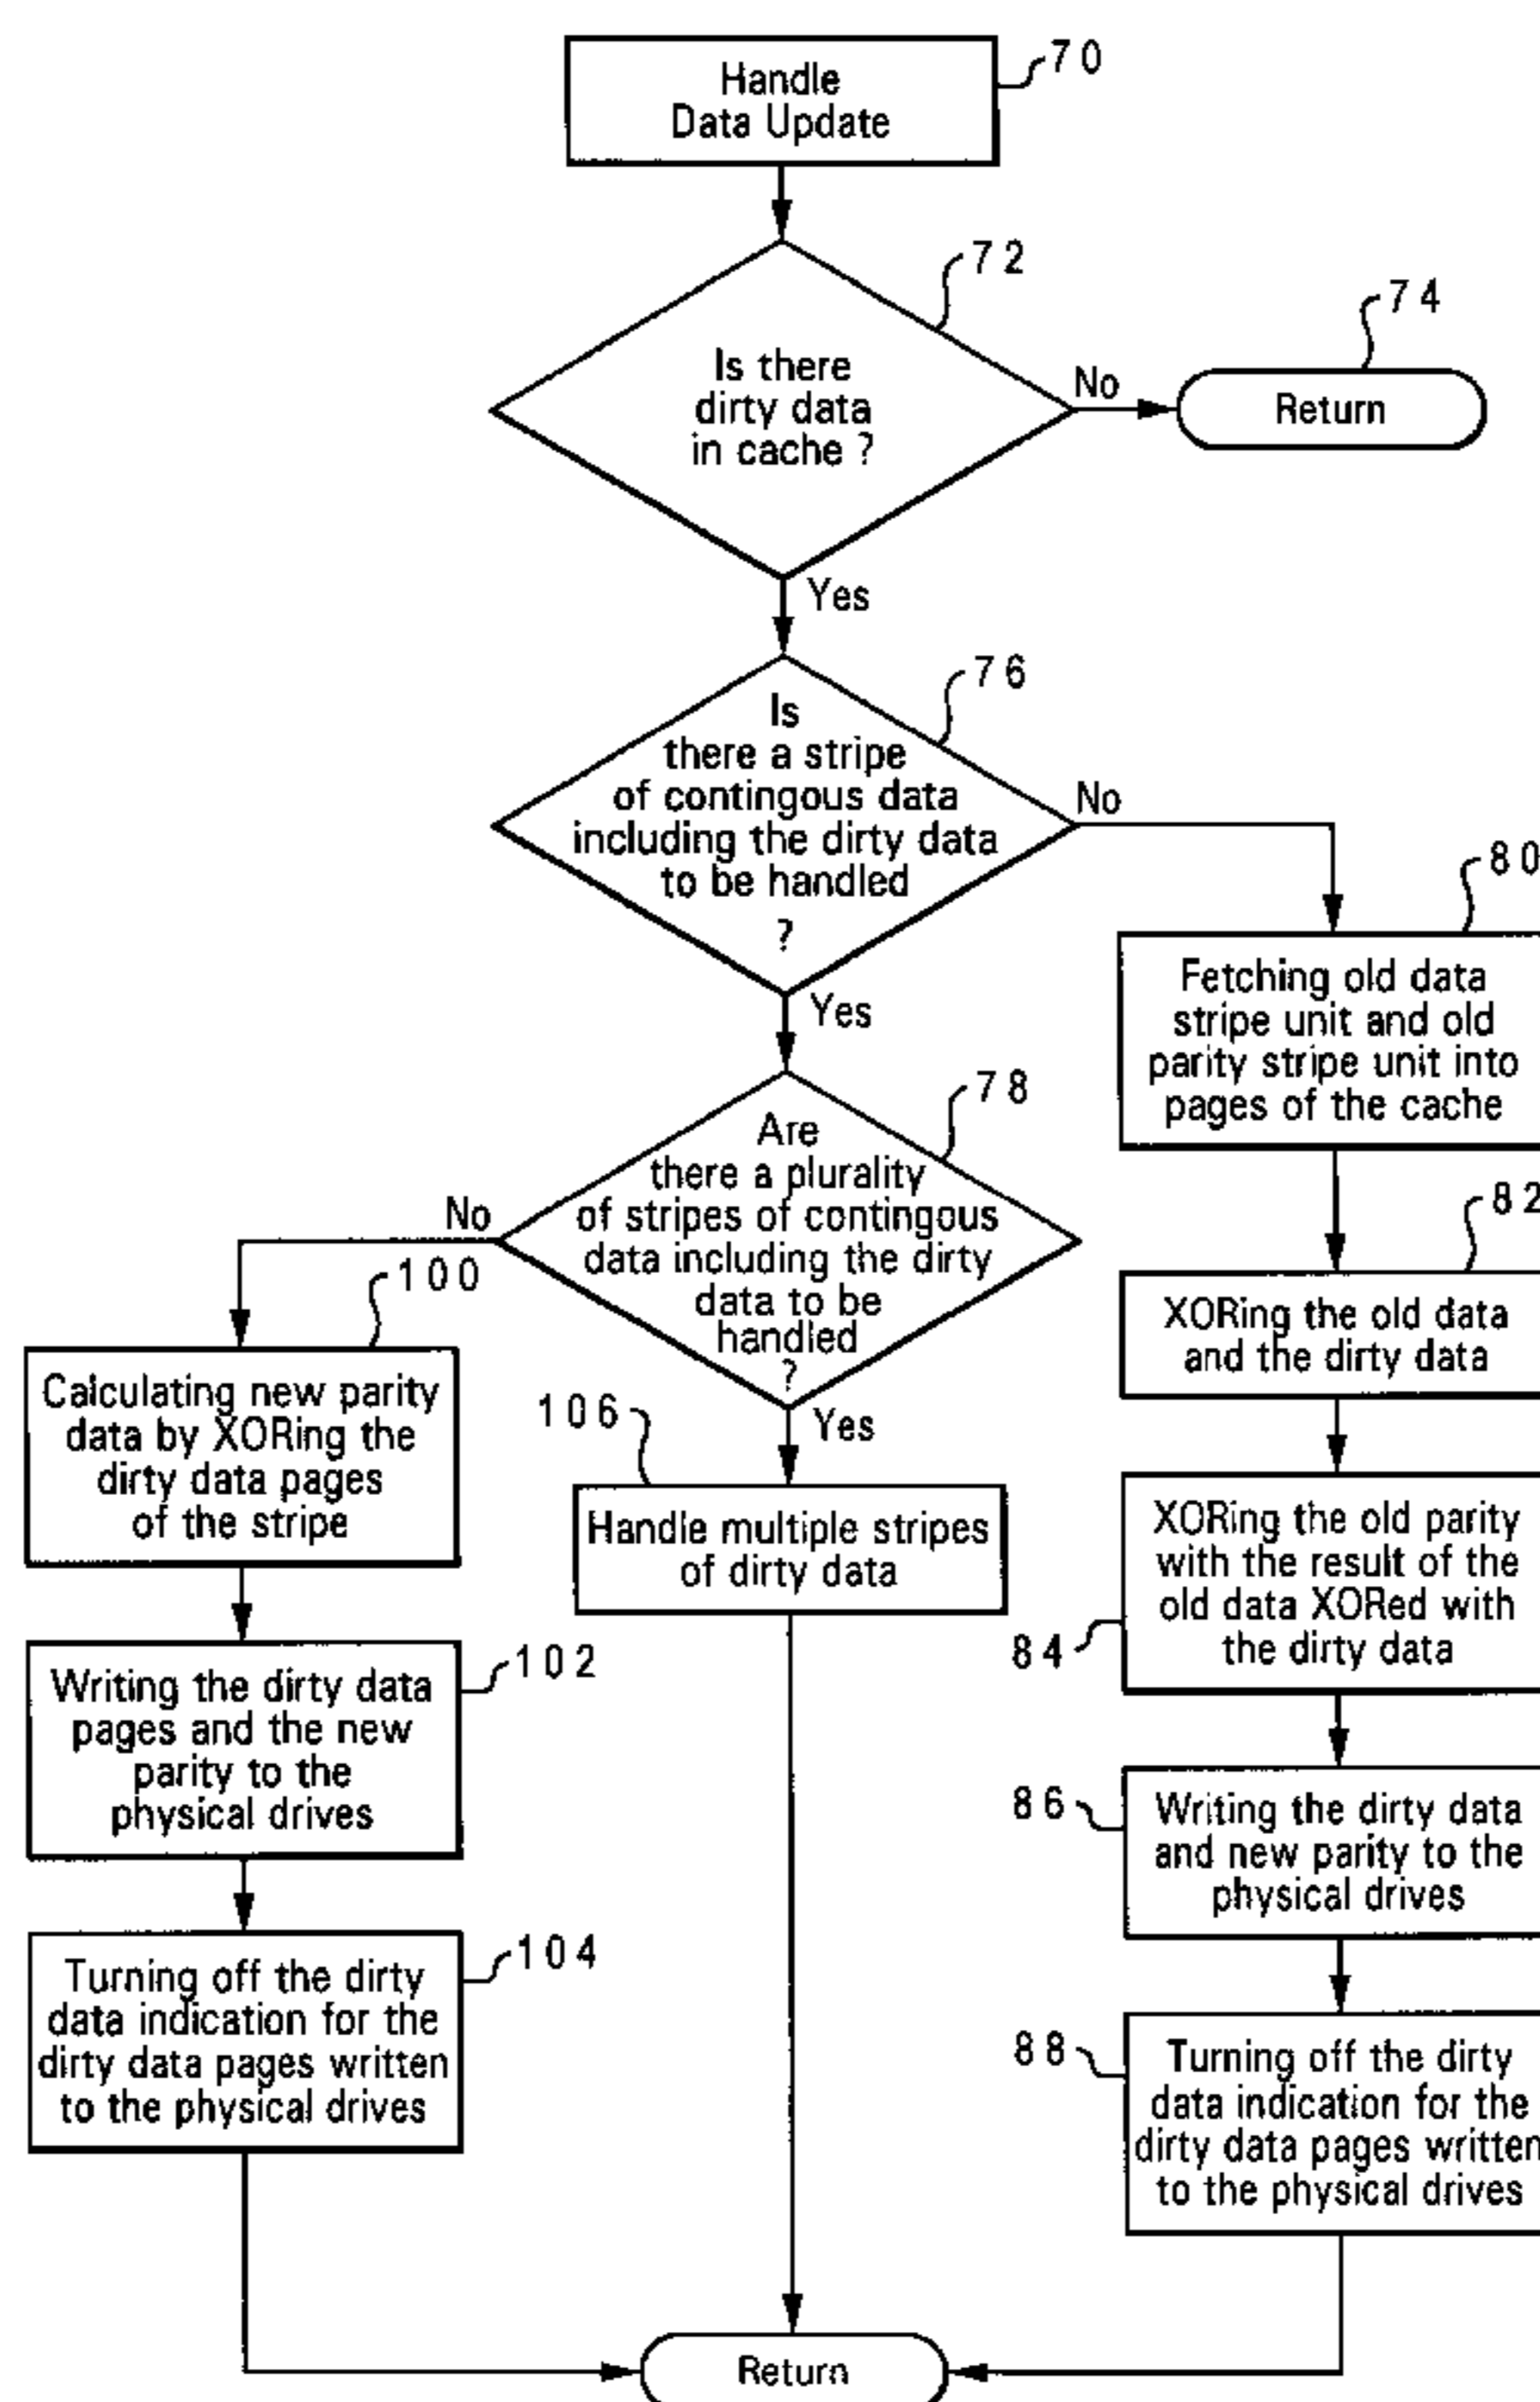 Handle
Data Update
70
72
Is there
dirty data
in cache ?
No
74
Return
Yes
76
Is
there a stripe
of contingous data
including the dirty data
to be handled
?
No
Yes
80
Fetching old data
stripe unit and old
parity stripe unit into
pages of the cache
78
Are
there a plurality
of stripes of contingous
data including the dirty
data to be
handled
?
No
Yes
82
XORing the old data
and the dirty data
100
Calculating new parity
data by XORing the
dirty data pages
of the stripe
106
Handle multiple stripes
of dirty data
XORing the old parity
with the result of the
old data XORed with
the dirty data
84
102
Writing the dirty data
pages and the new
parity to the
physical drives
86
Writing the dirty data
and new parity to the
physical drives
104
Turning off the dirty
data indication for the
dirty data pages written
to the physical drives
88
Turning off the dirty
data indication for the
dirty data pages written
to the physical drives
Return